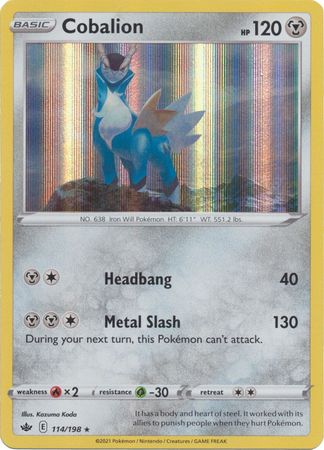 BASIC Cobalion HP 120
NO. 638 Iron Will Pokémon. HT: 6'11" WT: 551.2 lbs.
Headbang 40
Metal Slash 130
During your next turn, this Pokémon can't attack.
weakness ×2 resistance -30 retreat
Illus. Kazuma Koda
E 114/198 ★
It has a body and heart of steel. It worked with its
allies to punish people when they hurt Pokémon.
©2021 Pokémon / Nintendo / Creatures / GAME FREAK